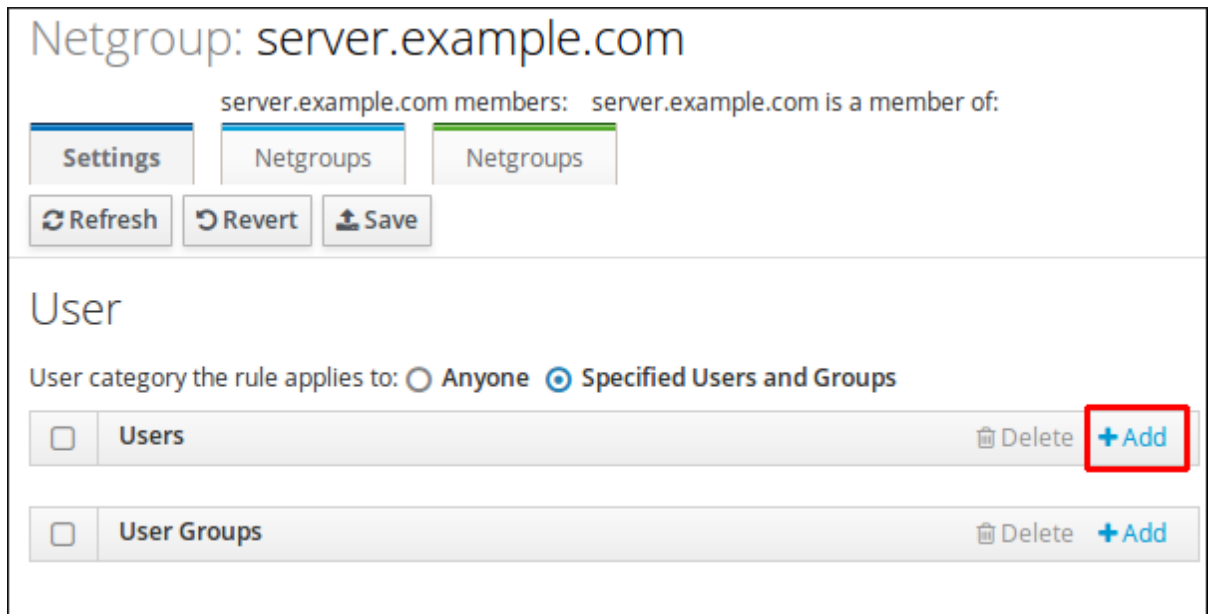 Netgroup: server.example.com
server.example.com members: server.example.com is a member of:
Settings Netgroups Netgroups
Refresh Revert Save
User
User category the rule applies to: Anyone Specified Users and Groups
Users Delete Add
User Groups Delete Add